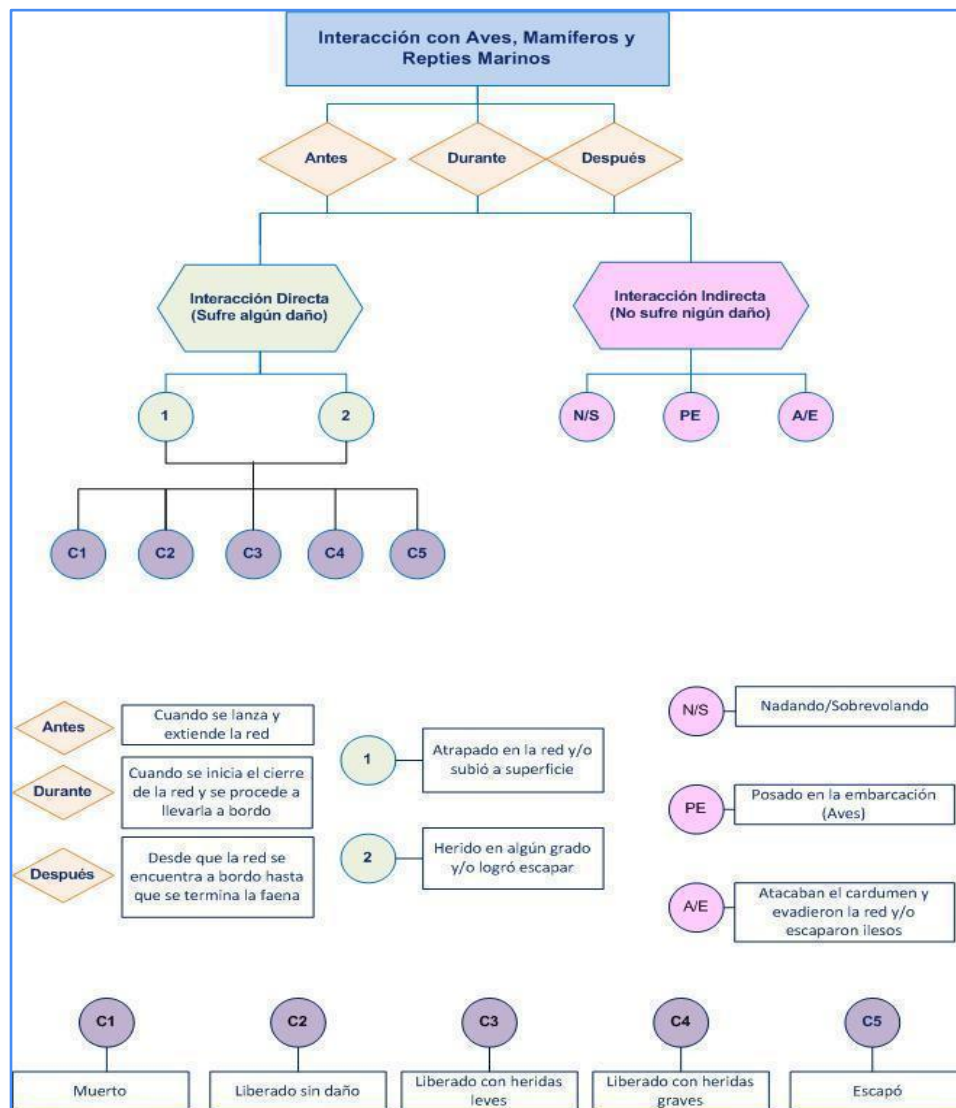 Interacción con Aves, Mamíferos y
Repties Marinos
Antes
Durante
Después
Interacción Directa
(Sufre algún daño)
Interacción Indirecta
(No sufre nigún daño)
1
2
N/S
PE
A/E
C1
C2
C3
C4
C5
Antes
Cuando se lanza y
extiende la red
Durante
Cuando se inicia el cierre
de la red y se procede a
llevarla a bordo
Después
Desde que la red se
encuentra a bordo hasta
que se termina la faena
1
Atrapado en la red y/o
subió a superficie
2
Herido en algún grado
y/o logró escapar
N/S
Nadando/Sobrevolando
PE
Posado en la embarcación
(Aves)
A/E
Atacaban el cardumen y
evadieron la red y/o
escaparon ilesos
C1
Muerto
C2
Liberado sin daño
C3
Liberado con heridas
leves
C4
Liberado con heridas
graves
C5
Escapó